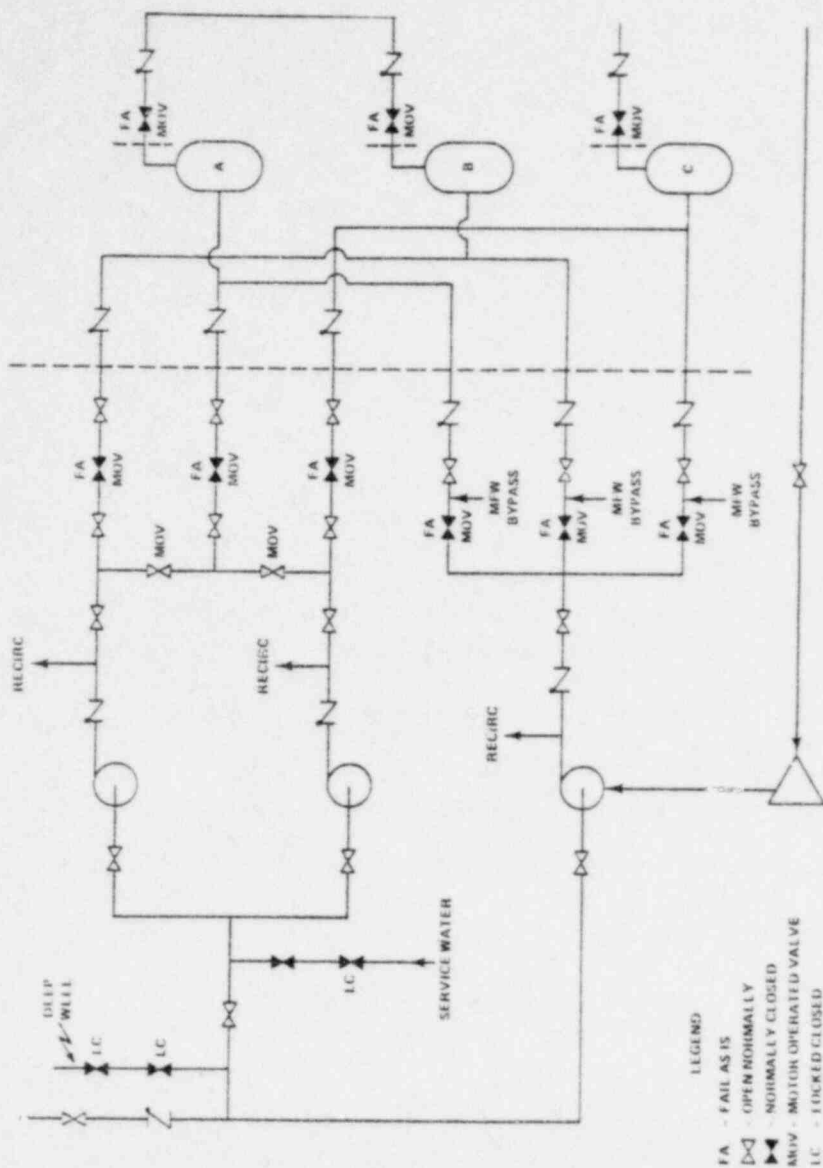 FA
MOV
FA
MOV
FA
MOV
A
B
C
FA
MOV
FA
MOV
FA
MOV
MOV
MOV
FA
MOV
MFW
BYPASS
FA
MOV
MFW
BYPASS
FA
MOV
MFW
BYPASS
RECIRC
RECIRC
RECIRC
DEEP
WELL
LC
LC
LC
SERVICE WATER
LEGEND
FA - FAIL AS IS
- OPEN NORMALLY
- NORMALLY CLOSED
MOV - MOTOR OPERATED VALVE
LC - LOCKED CLOSED